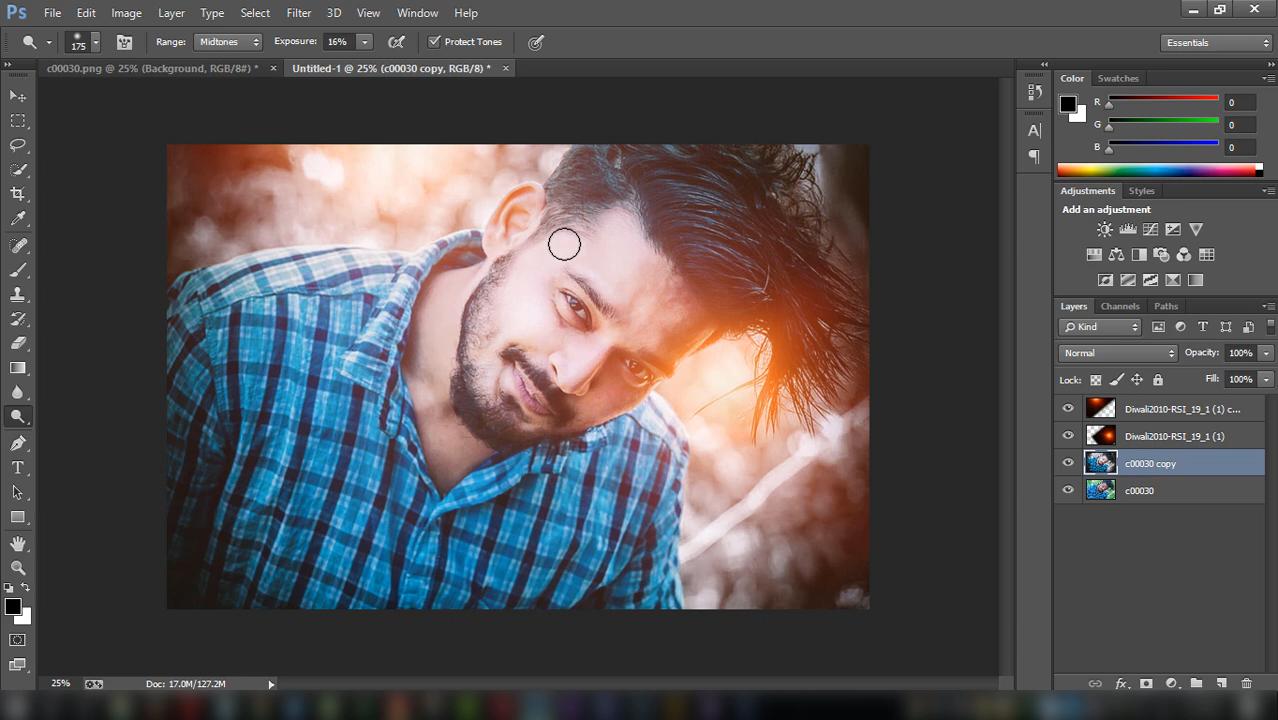 Ps File Edit Image Layer Type Select Filter 3D View Window Help
175 Range: Midtones Exposure: 16% Protect Tones Essentials
c00030.png @ 25% (Background, RGB/8#) * × Untitled-1 @ 25% (c00030 copy, RGB/8) * ×
Color Swatches
R 0
G 0
B 0
Adjustments Styles
Add an adjustment
Layers Channels Paths
Kind
Normal Opacity: 100%
Lock: Fill: 100%
Diwali2010-RSI_19_1 (1) c...
Diwali2010-RSI_19_1 (1)
c00030 copy
c00030
25% Doc: 17.0M/127.2M